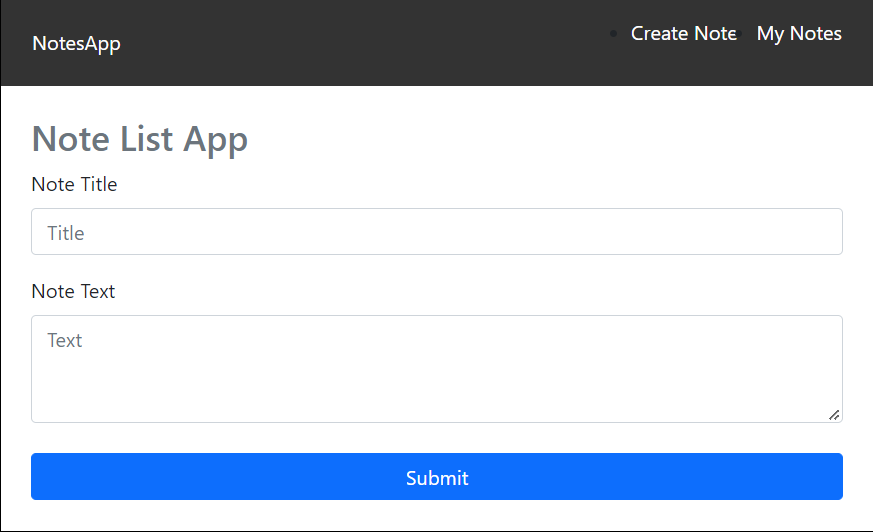 NotesApp
Create Note My Notes
Note List App
Note Title
Title
Note Text
Text
Submit